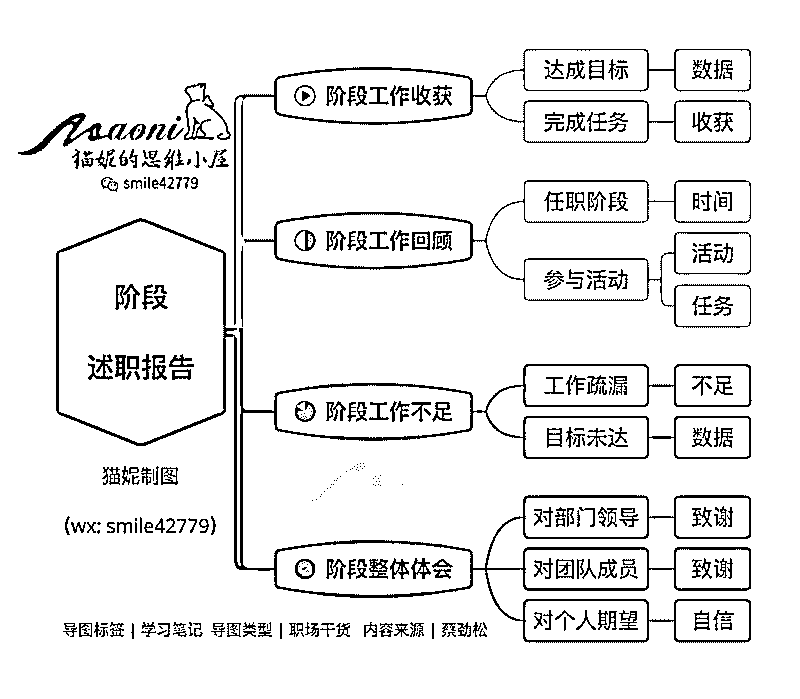 Maoni
猫妮的思维小屋
smile42779
阶段
述职报告
猫妮制图
(wx: smile42779)
阶段工作收获
达成目标
数据
完成任务
收获
阶段工作回顾
任职阶段
时间
参与活动
活动
任务
阶段工作不足
工作疏漏
不足
目标未达
数据
阶段整体体会
对部门领导
致谢
对团队成员
致谢
对个人期望
自信
导图标签 | 学习笔记 导图类型 | 职场干货 内容来源 | 蔡劲松